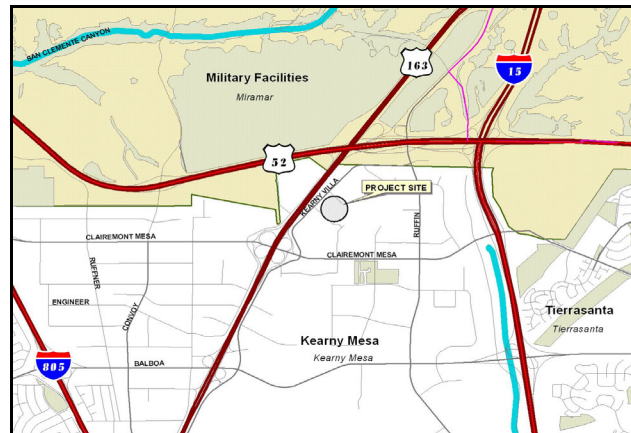 SAN CLEMENTE CANYON
163
15
Military Facilities
Miramar
52
PROJECT SITE
KEARNY VILLA
RUFFIN
CLAIREMONT MESA
CLAIREMONT MESA
RUFFNER
ENGINEER
CONVOY
Tierrasanta
Tierrasanta
Kearny Mesa
Kearny Mesa
805
BALBOA